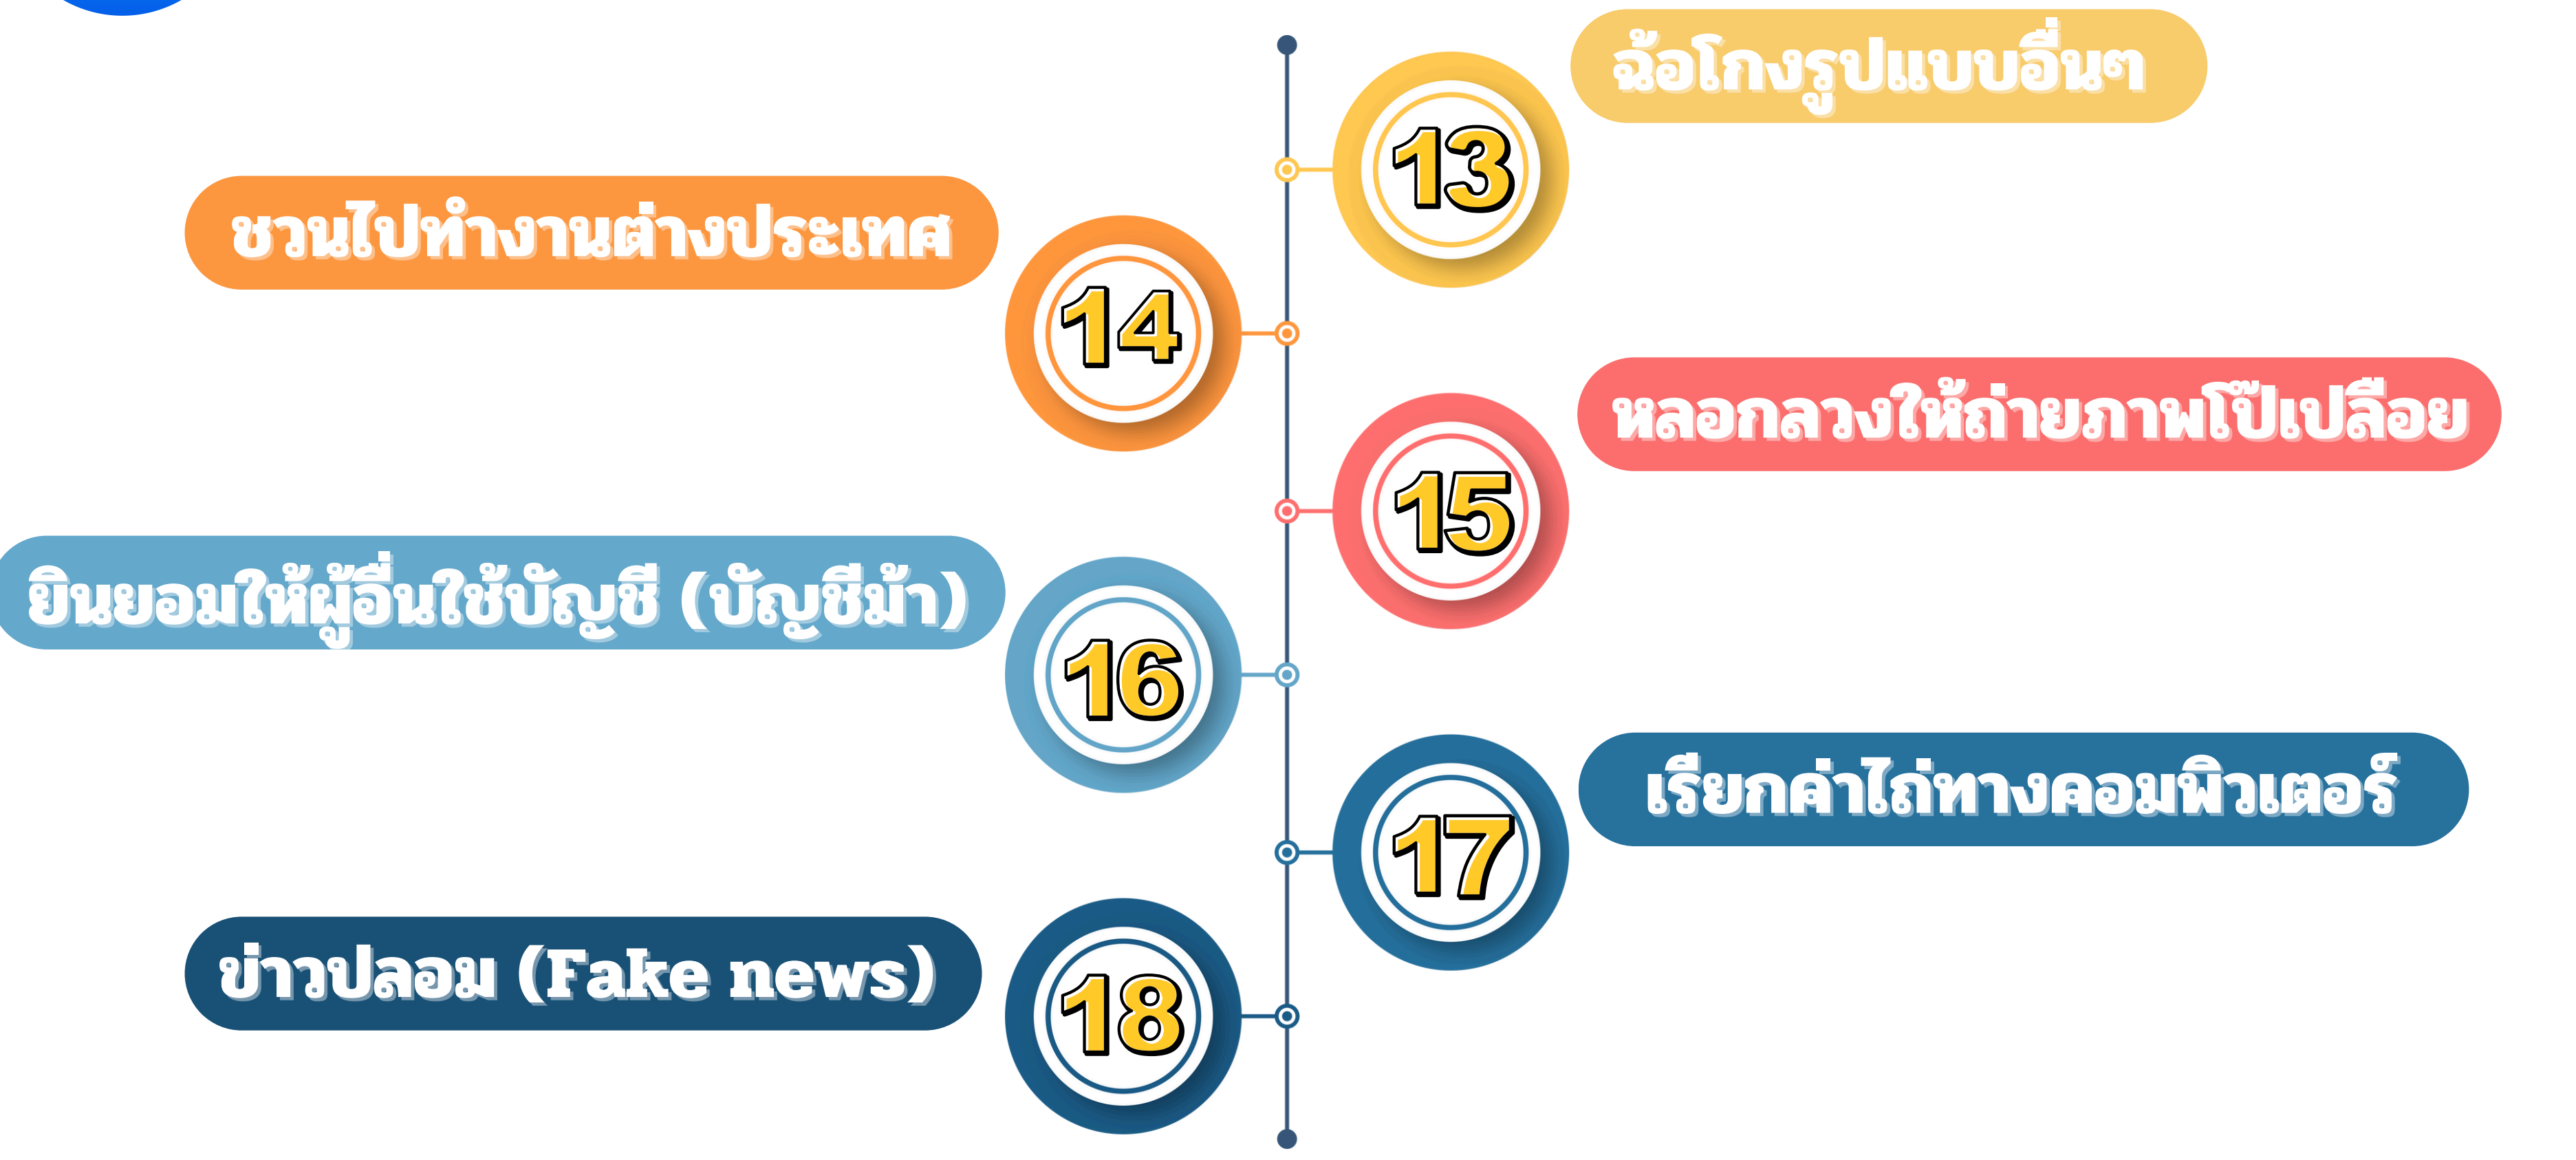 13
ฉ้อโกงรูปแบบอื่นๆ
14
ชวนไปทำงานต่างประเทศ
15
หลอกลวงให้ถ่ายภาพโป๊เปลือย
16
ยินยอมให้ผู้อื่นใช้บัญชี (บัญชีม้า)
17
เรียกค่าไถ่ทางคอมพิวเตอร์
18
ข่าวปลอม (Fake news)